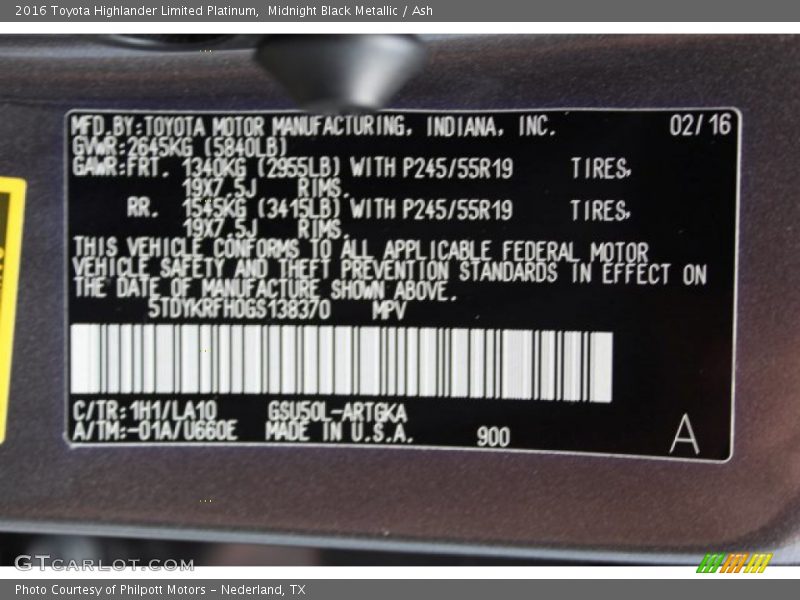 2016 Toyota Highlander Limited Platinum,  Midnight Black Metallic / Ash
MFD.BY:TOYOTA MOTOR MANUFACTURING, INDIANA, INC. 02/16
GVWR:2645KG (5840LB)
GAWR:FRT. 1340KG (2955LB) WITH P245/55R19 TIRES,
19X7.5J RIMS.
RR. 1545KG (3415LB) WITH P245/55R19 TIRES,
19X7.5J RIMS.
THIS VEHICLE CONFORMS TO ALL APPLICABLE FEDERAL MOTOR
VEHICLE SAFETY AND THEFT PREVENTION STANDARDS IN EFFECT ON
THE DATE OF MANUFACTURE SHOWN ABOVE.
5TDYKRFH0GS138370 MPV
C/TR:1H1/LA10 GSU50L-ARTGKA
A/TM:-01A/U660E MADE IN U.S.A. 900 A
GTCARLOT.COM
Photo Courtesy of Philpott Motors - Nederland, TX